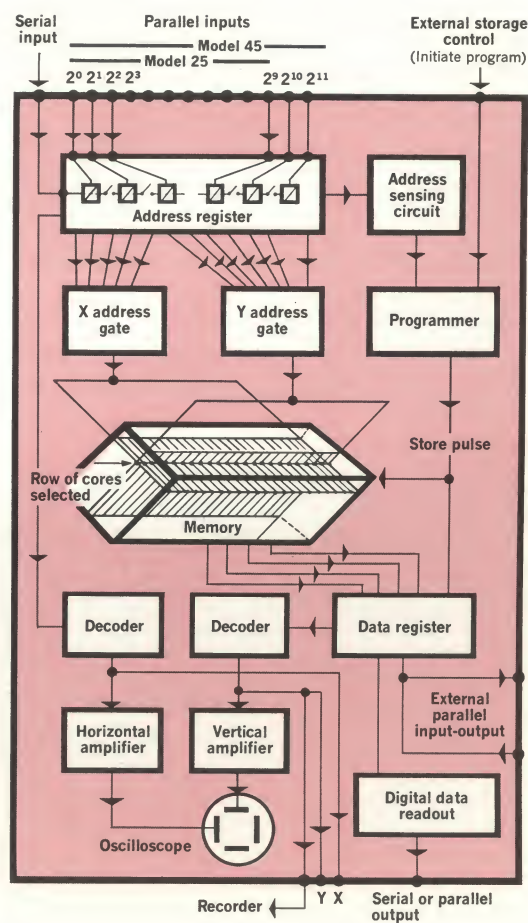 Serial
input
Parallel inputs
Model 45
Model 25
2⁰ 2¹ 2² 2³ 2⁹ 2¹⁰ 2¹¹
External storage
control
(Initiate program)
Address register
Address
sensing
circuit
X address
gate
Y address
gate
Programmer
Store pulse
Row of cores
selected
Memory
Decoder
Decoder
Data register
External
parallel
input-output
Horizontal
amplifier
Vertical
amplifier
Oscilloscope
Digital data
readout
Recorder
Y X
Serial or parallel
output